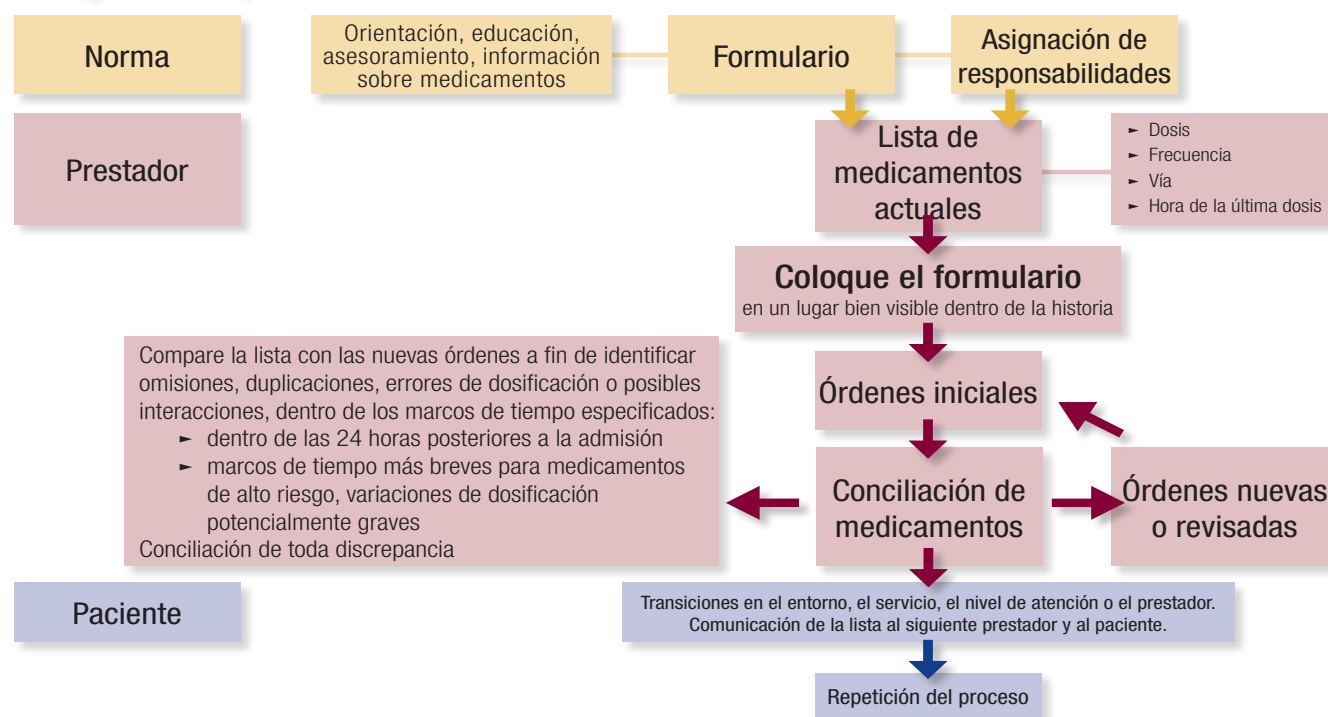 Norma
Orientación, educación,
asesoramiento, información
sobre medicamentos
Formulario
Asignación de
responsabilidades
Prestador
Lista de
medicamentos
actuales
► Dosis
► Frecuencia
► Vía
► Hora de la última dosis
Coloque el formulario
en un lugar bien visible dentro de la historia
Compare la lista con las nuevas órdenes a fin de identificar
omisiones, duplicaciones, errores de dosificación o posibles
interacciones, dentro de los marcos de tiempo especificados:
► dentro de las 24 horas posteriores a la admisión
► marcos de tiempo más breves para medicamentos
de alto riesgo, variaciones de dosificación
potencialmente graves
Conciliación de toda discrepancia
Órdenes iniciales
Conciliación de
medicamentos
Órdenes nuevas
o revisadas
Paciente
Transiciones en el entorno, el servicio, el nivel de atención o el prestador.
Comunicación de la lista al siguiente prestador y al paciente.
Repetición del proceso